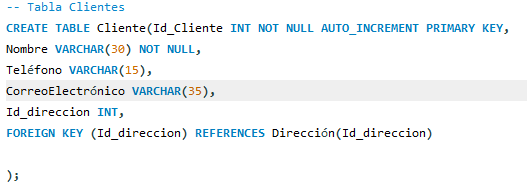 -- Tabla Clientes
CREATE TABLE Cliente(Id_Cliente INT NOT NULL AUTO_INCREMENT PRIMARY KEY,
Nombre VARCHAR(30) NOT NULL,
Teléfono VARCHAR(15),
CorreoElectrónico VARCHAR(35),
Id_direccion INT,
FOREIGN KEY (Id_direccion) REFERENCES Dirección(Id_direccion)
);